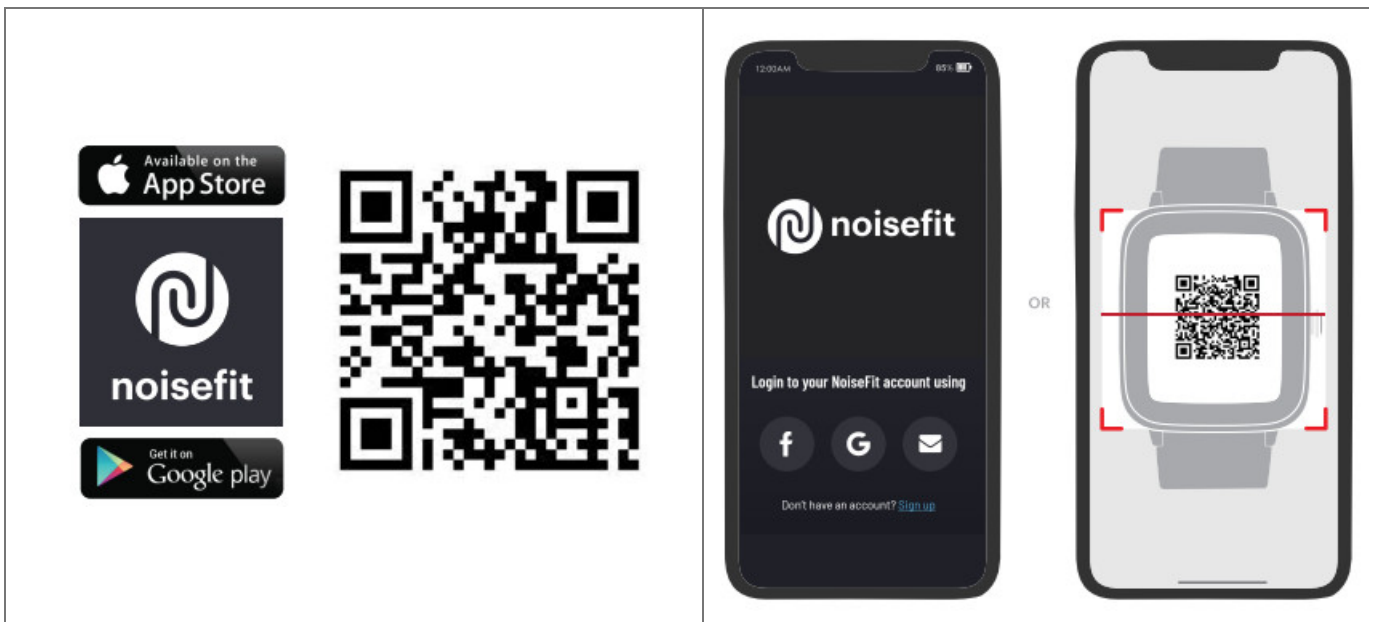 Available on the
App Store
noisefit
Get it on
Google play
12:00AM
85%
noisefit
Login to your NoiseFit account using
f
G
Don't have an account? Sign up
OR